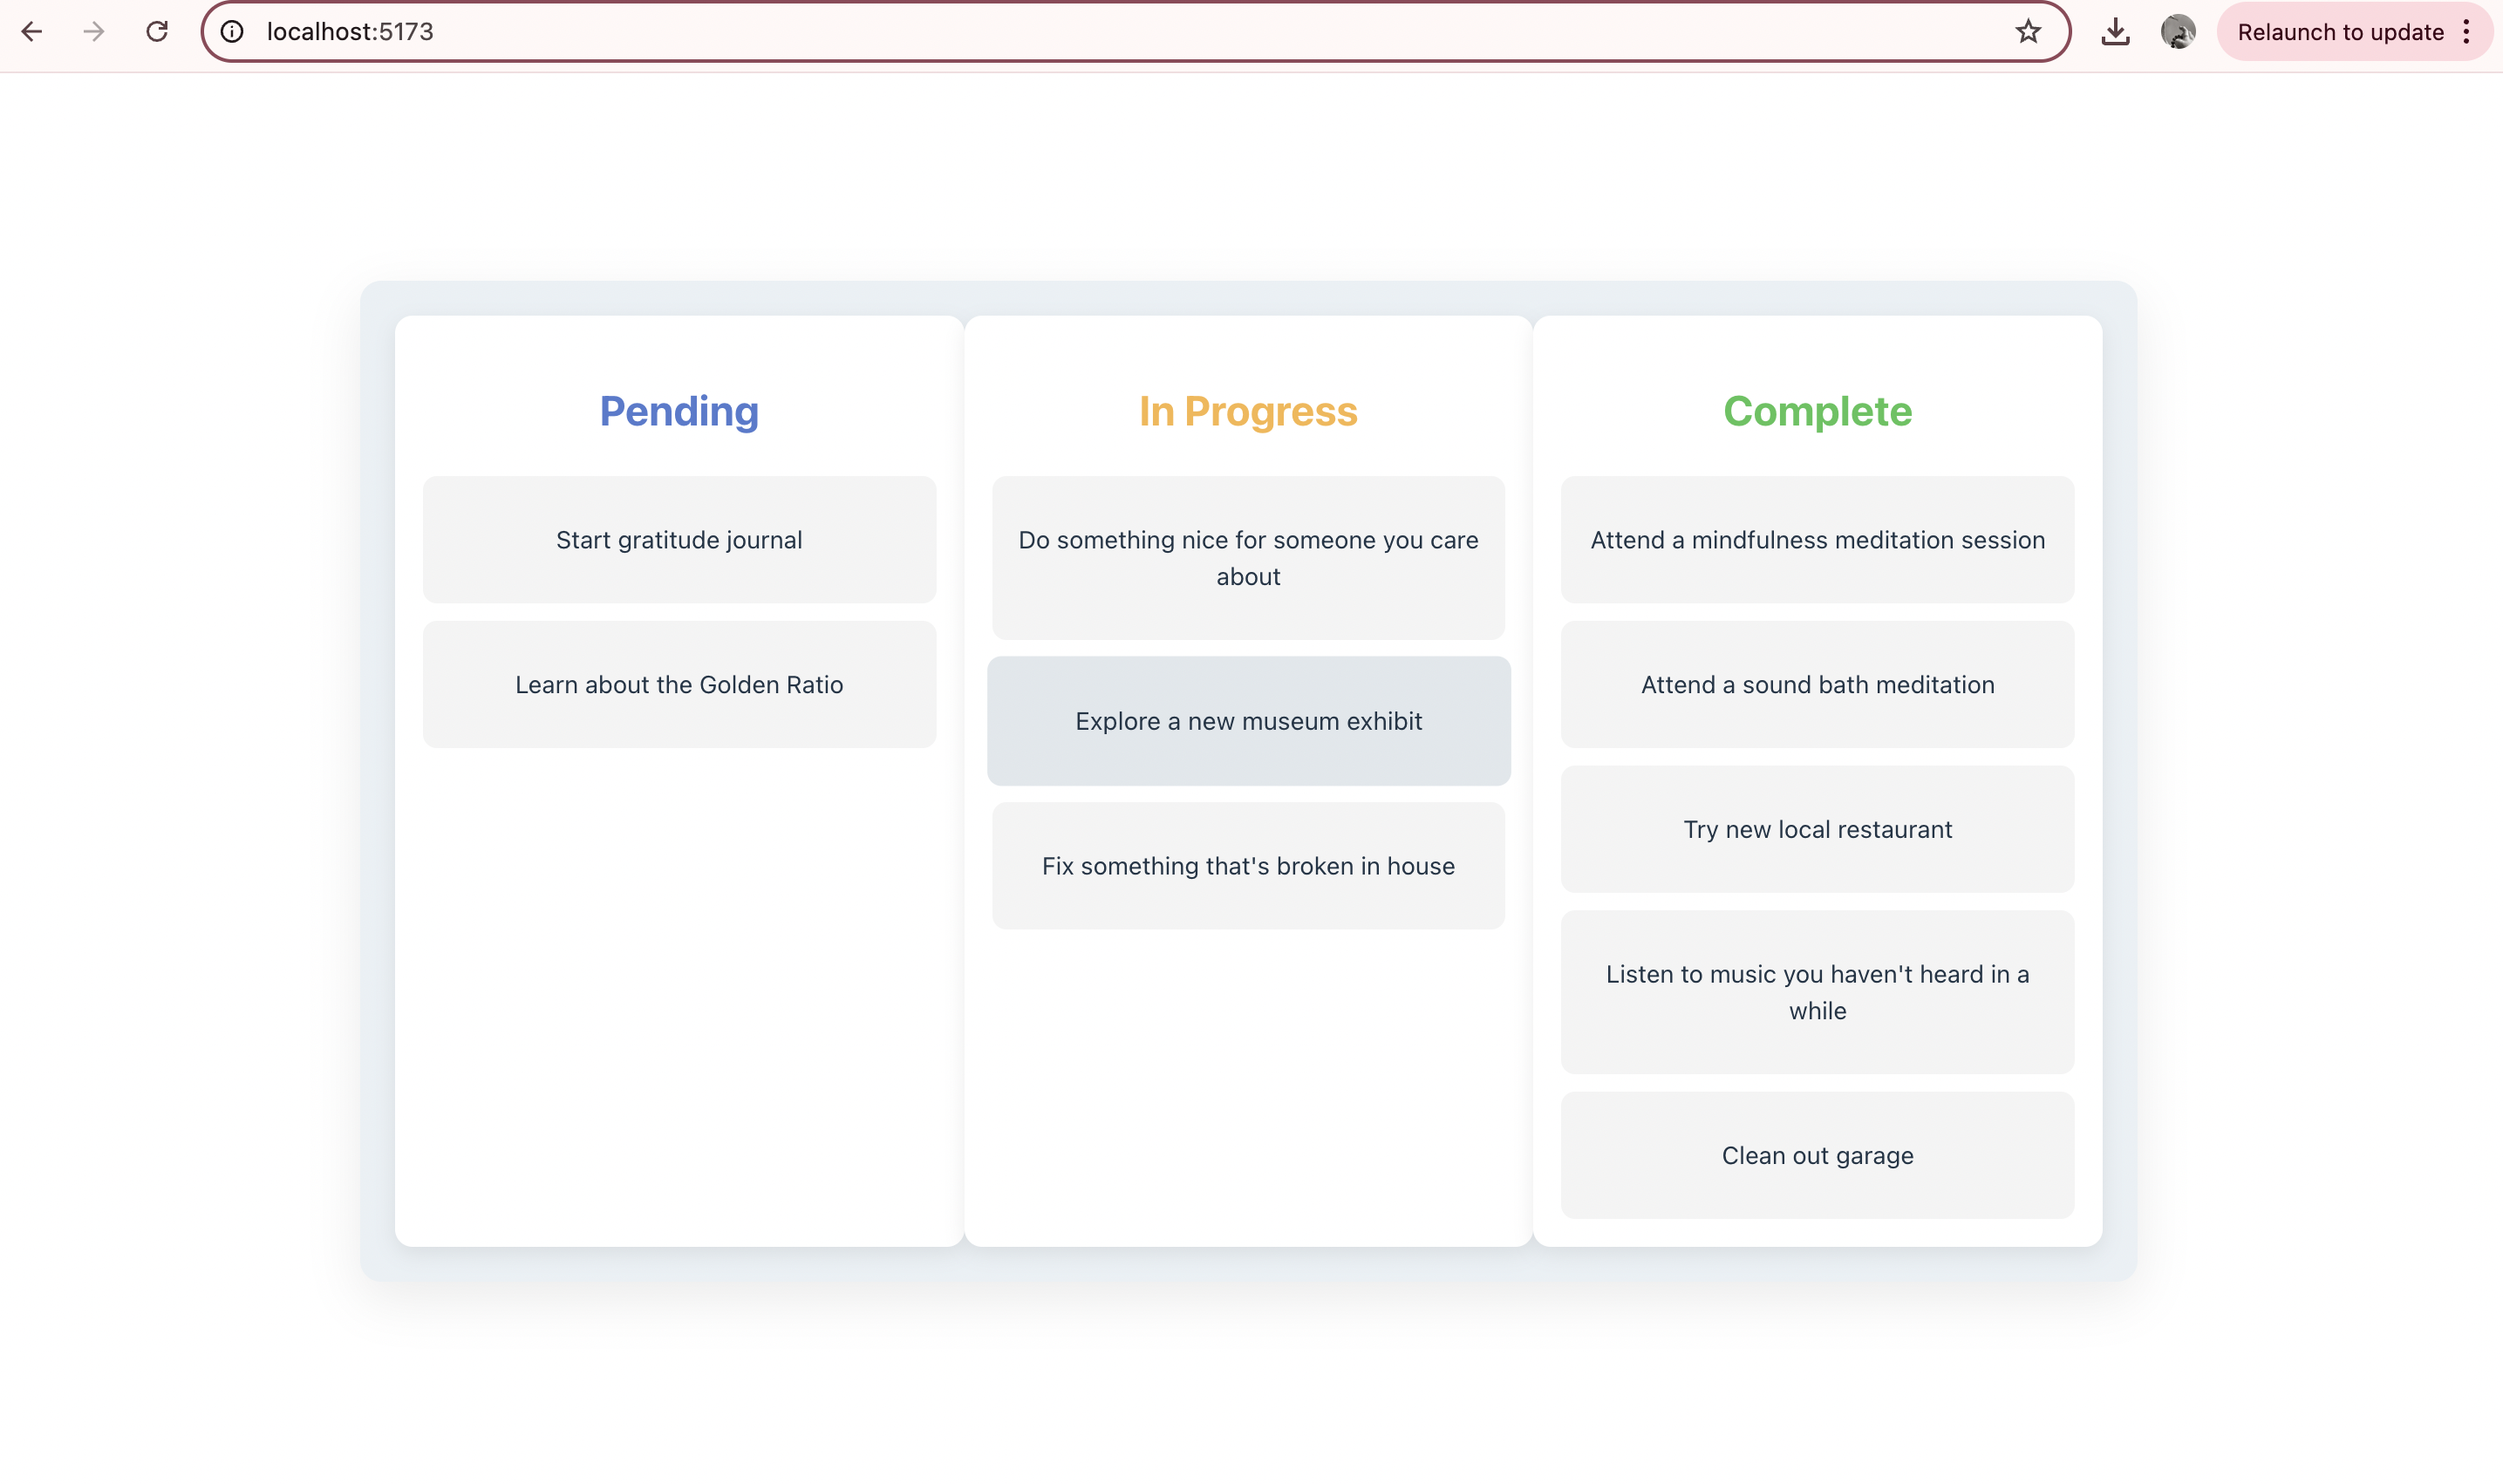 localhost:5173
Relaunch to update
Pending
Start gratitude journal
Learn about the Golden Ratio
In Progress
Do something nice for someone you care
about
Explore a new museum exhibit
Fix something that's broken in house
Complete
Attend a mindfulness meditation session
Attend a sound bath meditation
Try new local restaurant
Listen to music you haven't heard in a
while
Clean out garage